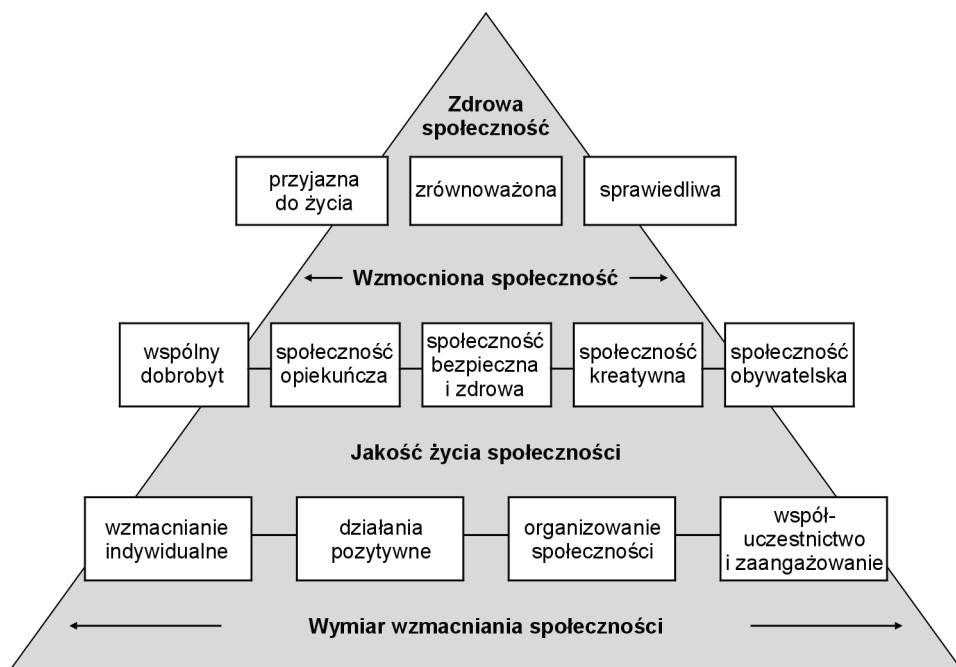 Zdrowa
społeczność
przyjazna
do życia
zrównoważona
sprawiedliwa
Wzmocniona społeczność
wspólny
dobrobyt
społeczność
opiekuńcza
społeczność
bezpieczna
i zdrowa
społeczność
kreatywna
społeczność
obywatelska
Jakość życia społeczności
wzmacnianie
indywidualne
działania
pozytywne
organizowanie
społeczności
współ-
uczestnictwo
i zaangażowanie
Wymiar wzmacniania społeczności